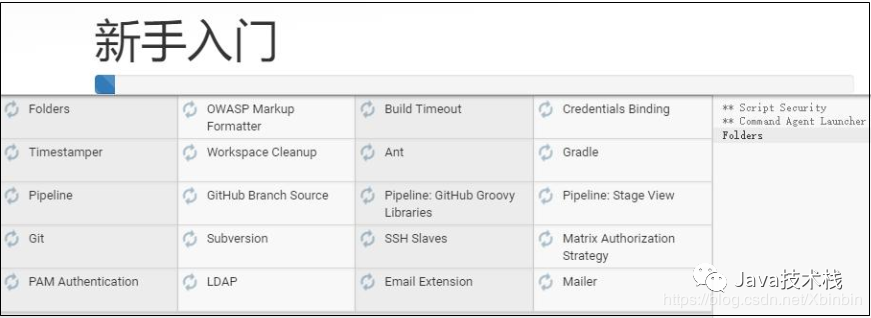 新手入门
Folders
OWASP Markup
Formatter
Build Timeout
Credentials Binding
** Script Security
** Command Agent Launcher
Folders
Timestamper
Workspace Cleanup
Ant
Gradle
Pipeline
GitHub Branch Source
Pipeline: GitHub Groovy
Libraries
Pipeline: Stage View
Git
Subversion
SSH Slaves
Matrix Authorization
Strategy
PAM Authentication
LDAP
Email Extension
Mailer
Java技术栈
https://blog.csdn.net/Xbinbin